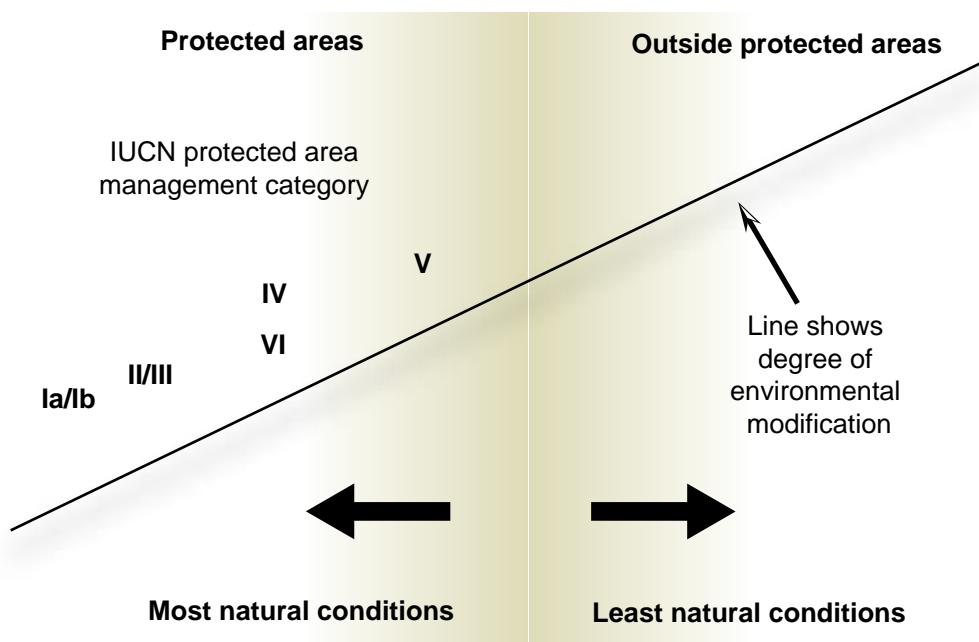 Protected areas
Outside protected areas
IUCN protected area
management category
V
IV
VI
II/III
Ia/Ib
Line shows
degree of
environmental
modification
Most natural conditions
Least natural conditions